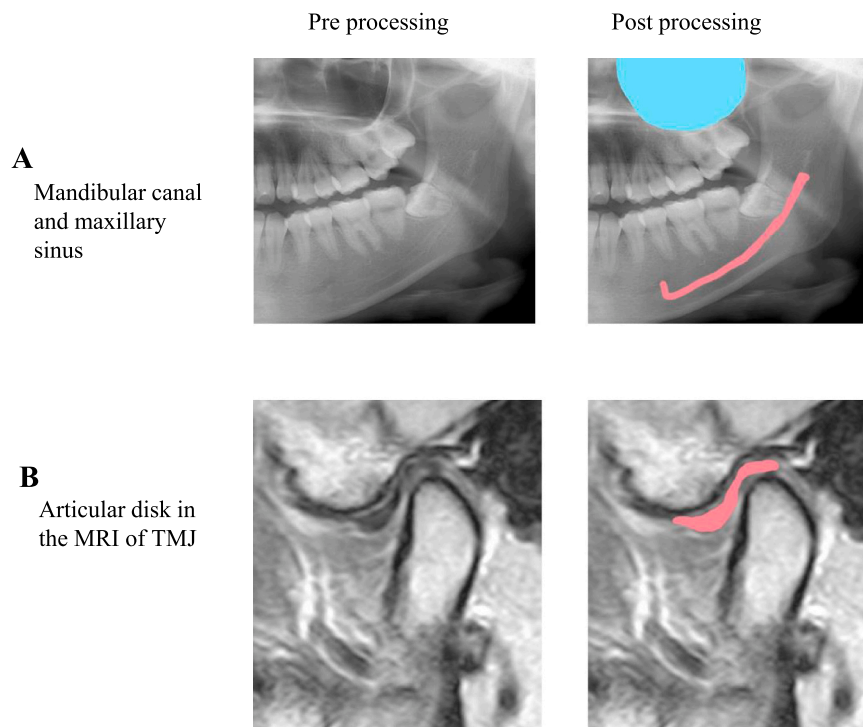 Pre processing
Post processing
A
Mandibular canal
and maxillary
sinus
B
Articular disk in
the MRI of TMJ